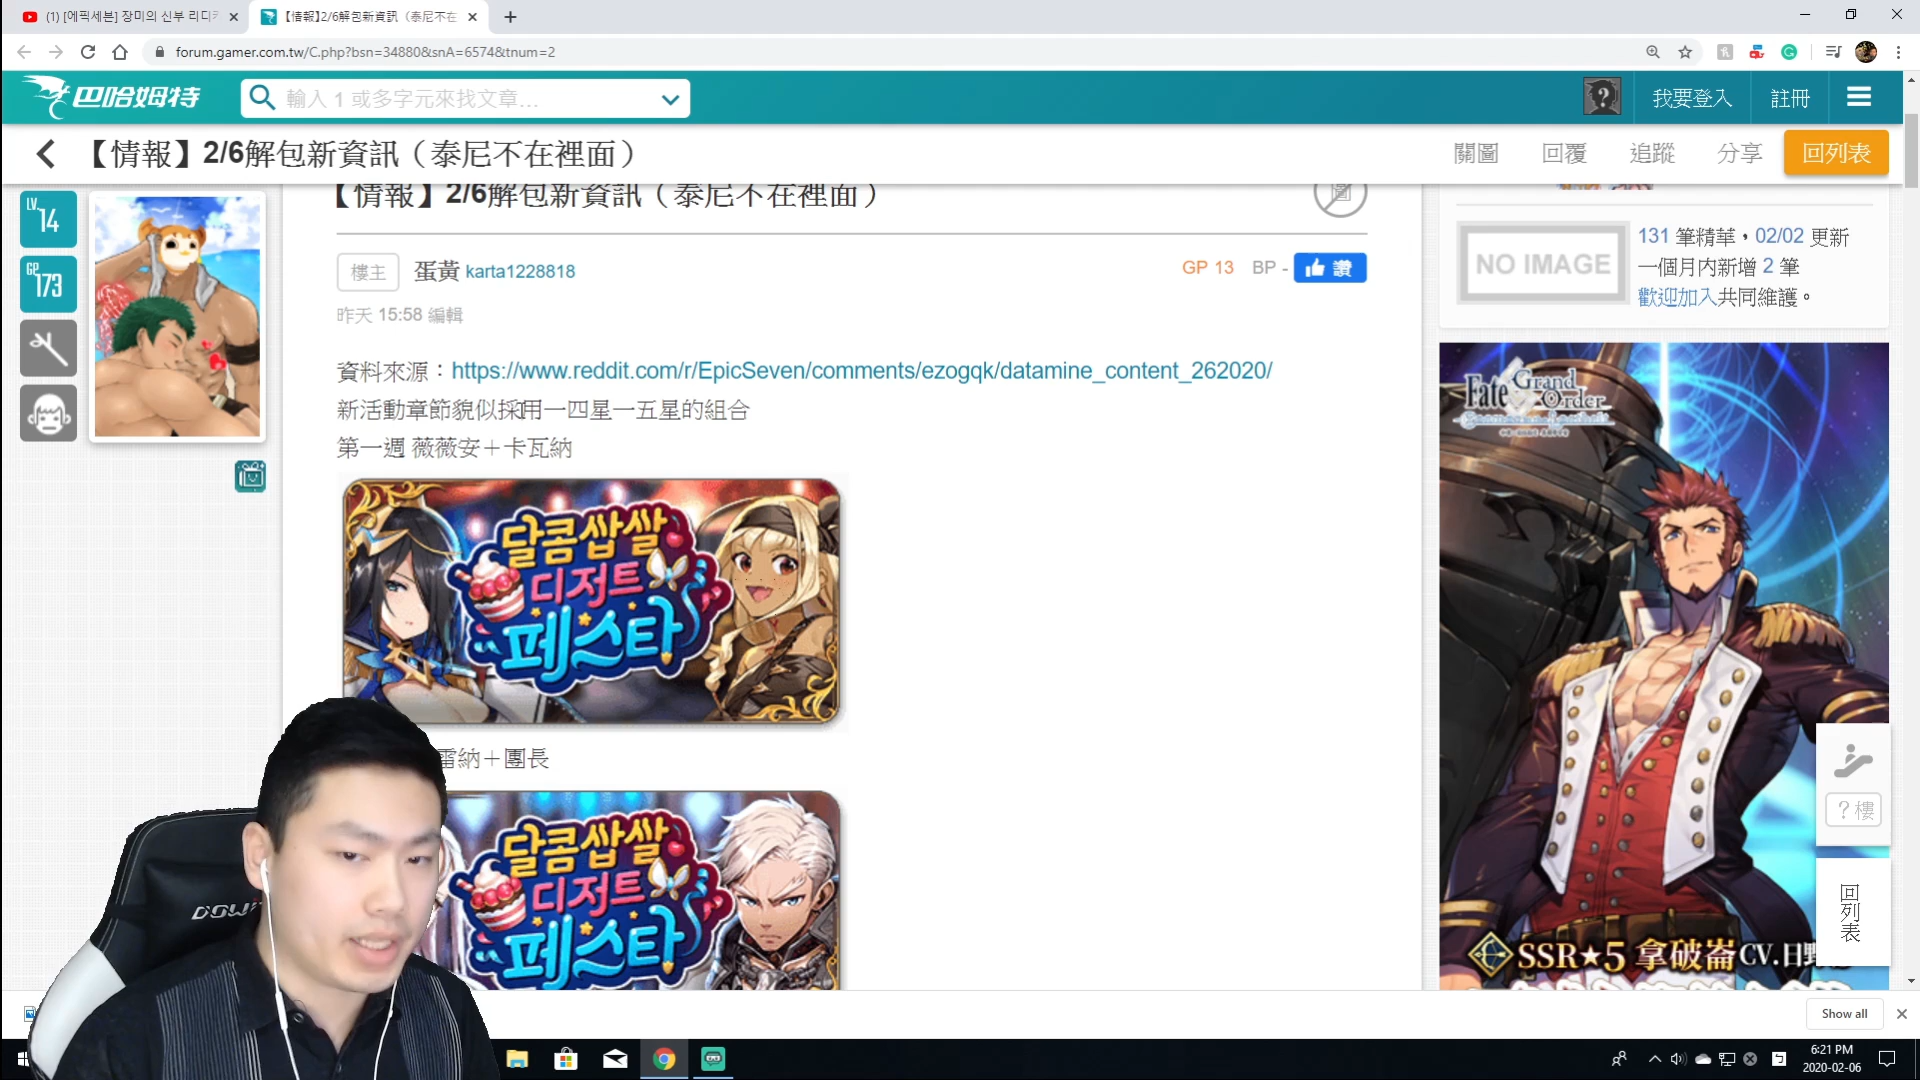 (1) [에픽세븐] 장미의 신부 리디카
【情報】2/6解包新資訊（泰尼不在
forum.gamer.com.tw/C.php?bsn=34880&snA=6574&tnum=2
巴哈姆特
輸入 1 或多字元來找文章...
我要登入
註冊
【情報】2/6解包新資訊（泰尼不在裡面）
關圖
回覆
追蹤
分享
回列表
【情報】2/6解包新資訊（泰尼不在裡面）
圖
LV
14
GP
173
樓主
蛋黃 karta1228818
GP 13
BP -
讚
昨天 15:58 編輯
資料來源：https://www.reddit.com/r/EpicSeven/comments/ezogqk/datamine_content_262020/
新活動章節貌似採用一四星一五星的組合
第一週 薇薇安＋卡瓦納
달콤쌉쌀
디저트
페스타
雷納＋團長
달콤쌉쌀
디저트
페스타
NO IMAGE
131 筆精華，02/02 更新
一個月內新增 2 筆
歡迎加入共同維護。
Fate
Grand
Order
SSR★5 拿破崙 CV.日野
？樓
回列表
Show all
6:21 PM
2020-02-06